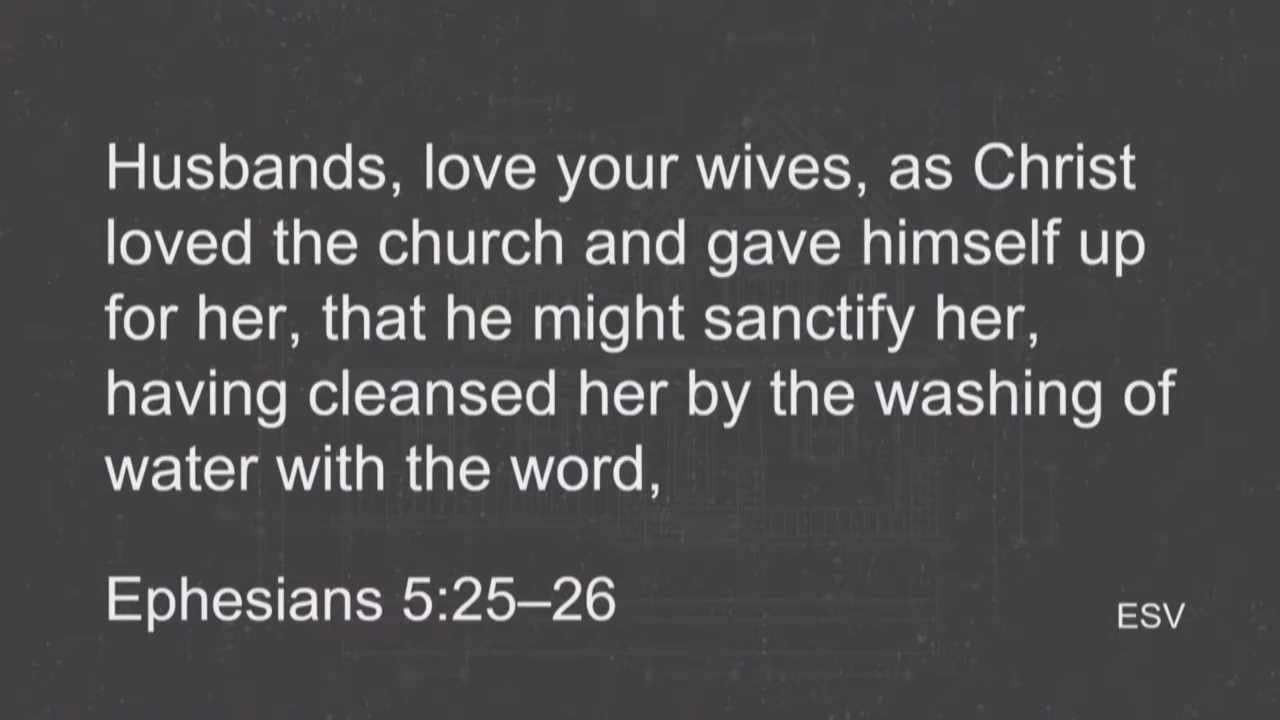 Husbands, love your wives, as Christ
loved the church and gave himself up
for her, that he might sanctify her,
having cleansed her by the washing of
water with the word,
Ephesians 5:25–26
ESV